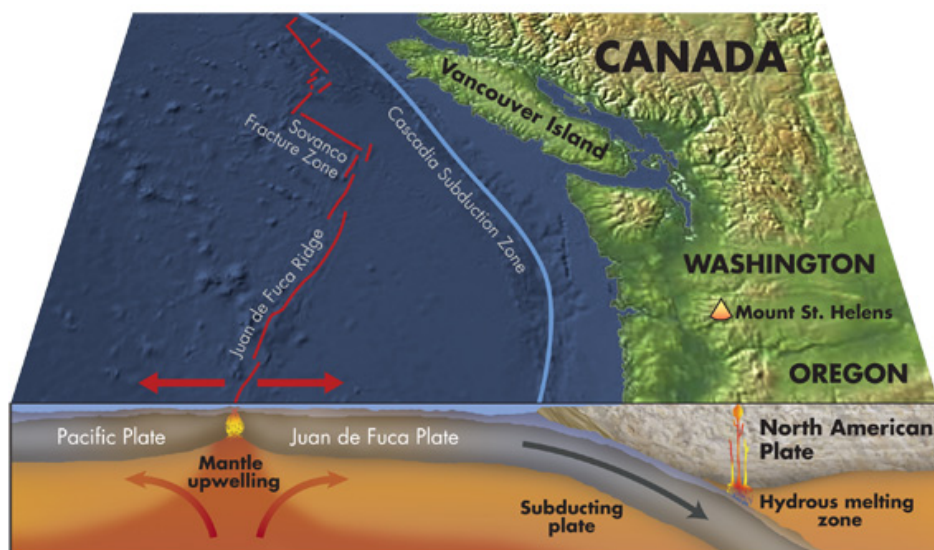 CANADA
Vancouver Island
Sovanco
Fracture Zone
Cascadia Subduction Zone
Juan de Fuca Ridge
WASHINGTON
Mount St. Helens
OREGON
Pacific Plate
Juan de Fuca Plate
North American
Plate
Mantle
upwelling
Subducting
plate
Hydrous melting
zone